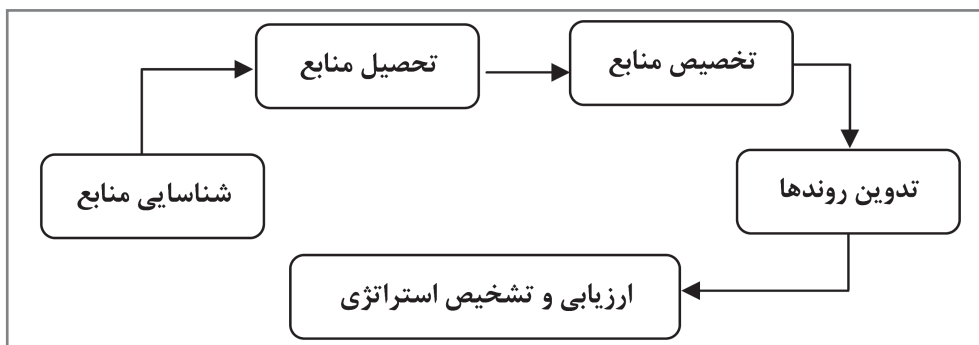 شناسایی منابع
تحصیل منابع
تخصیص منابع
تدوین روندها
ارزیابی و تشخیص استراتژی